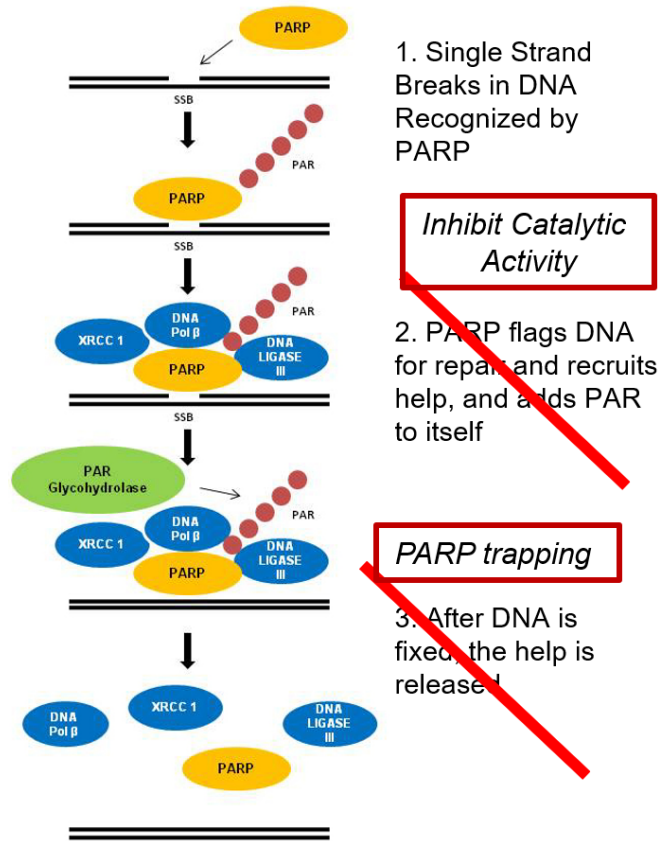 PARP
1. Single Strand
Breaks in DNA
Recognized by
PARP
SSB
PAR
PARP
Inhibit Catalytic
Activity
SSB
PAR
DNA
Pol β
XRCC 1
DNA
LIGASE
III
PARP
2. PARP flags DNA
for repair and recruits
help, and adds PAR
to itself
SSB
PAR
Glycohydrolase
PAR
DNA
Pol β
XRCC 1
DNA
LIGASE
III
PARP
PARP trapping
3. After DNA is
fixed, the help is
released
XRCC 1
DNA
Pol β
DNA
LIGASE
III
PARP